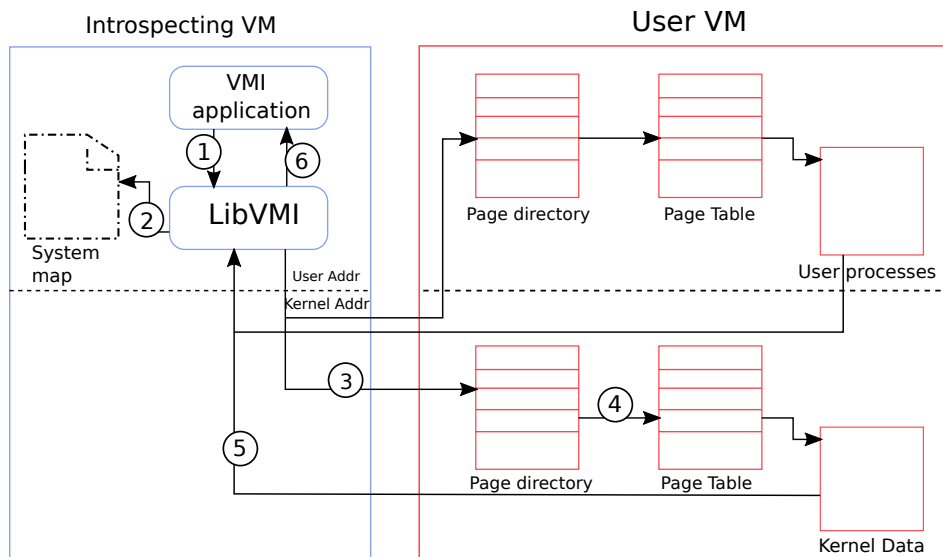 Introspecting VM
User VM
VMI
application
1
6
LibVMI
2
System
map
User Addr
Kernel Addr
Page directory
Page Table
User processes
3
4
5
Page directory
Page Table
Kernel Data